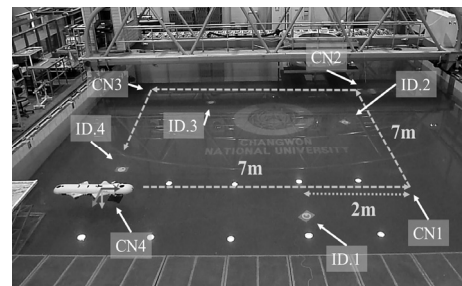 CN2
CN3
ID.2
ID.3
7m
ID.4
CHANGWON
NATIONAL UNIVERSITY
7m
2m
CN4
CN1
ID.1